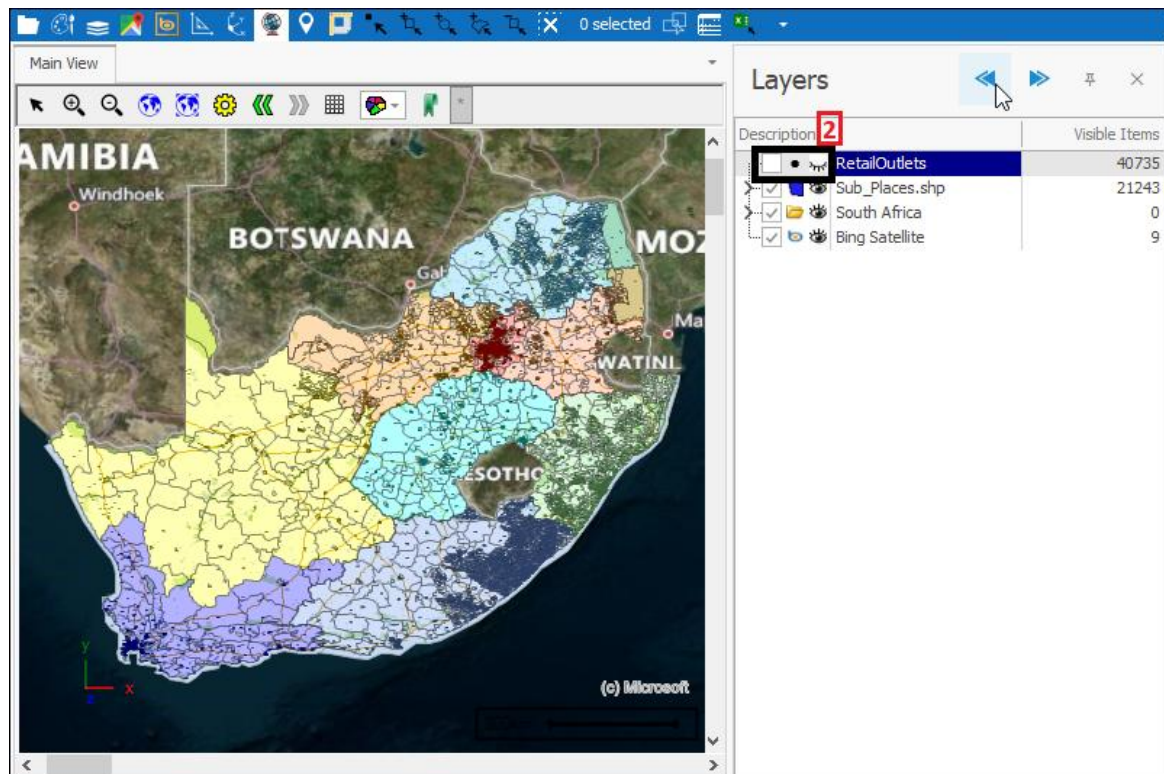 0 selected
Main View
Layers
Description 2 Visible Items
RetailOutlets 40735
Sub_Places.shp 21243
South Africa 0
Bing Satellite 9
AMIBIA
Windhoek
BOTSWANA
MOZ
Gab
Ma
WATINI
ESOTHO
y
x
z
(c) Microsoft